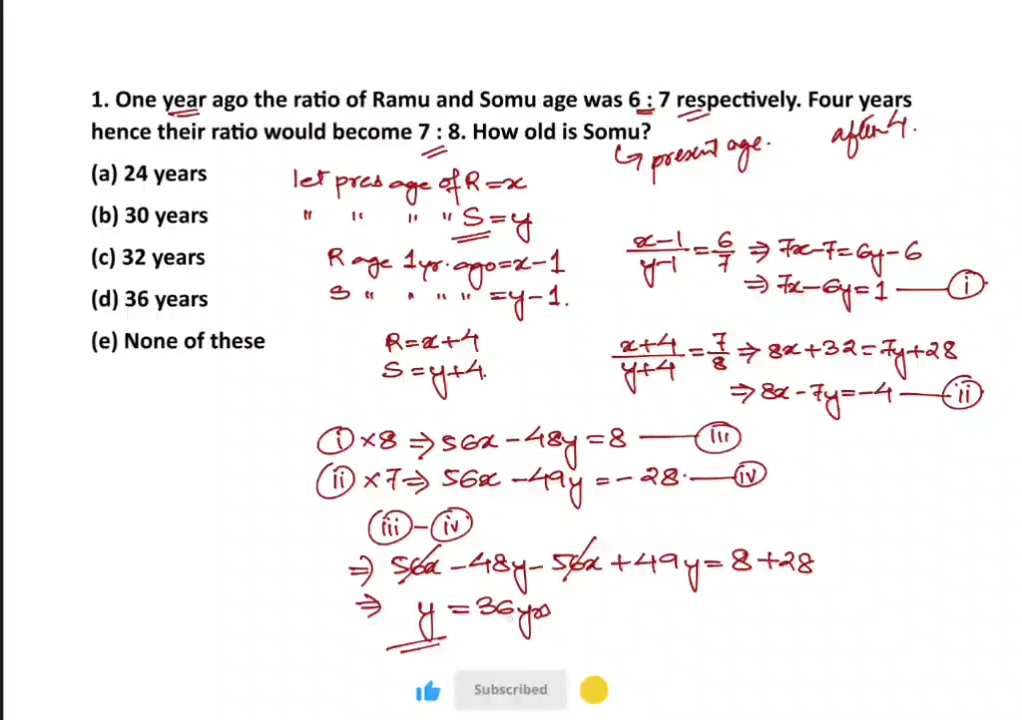 1. One year ago the ratio of Ramu and Somu age was 6 : 7 respectively. Four years
hence their ratio would become 7 : 8. How old is Somu?
after 4.
↳ present age.
(a) 24 years
(b) 30 years
(c) 32 years
(d) 36 years
(e) None of these
let pres age of R = x
" " " " S = y
R age 1yr. ago = x - 1
S " " " " = y - 1.
x-1/y-1 = 6/7 ⇒ 7x - 7 = 6y - 6
⇒ 7x - 6y = 1 — (i)
R = x + 4
S = y + 4.
x+4/y+4 = 7/8 ⇒ 8x + 32 = 7y + 28
⇒ 8x - 7y = -4 — (ii)
(i) × 8 ⇒ 56x - 48y = 8 — (iii)
(ii) × 7 ⇒ 56x - 49y = -28. — (iv)
(iii) - (iv)
⇒ 56x - 48y - 56x + 49y = 8 + 28
⇒ y = 36 yrs
Subscribed